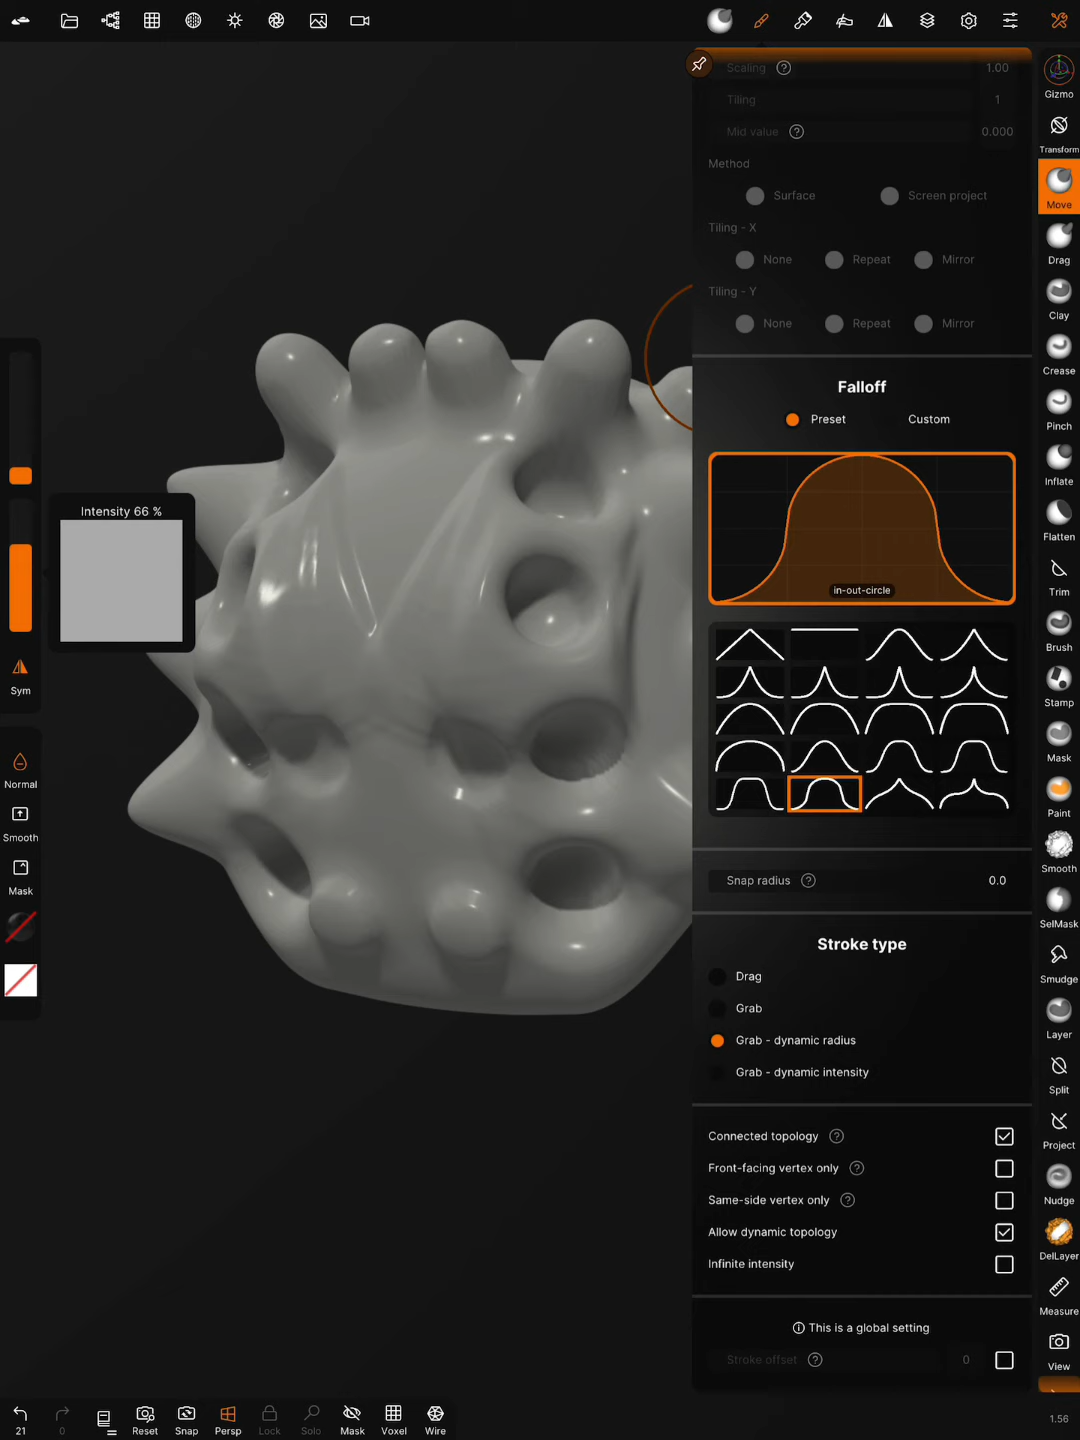 Scaling 1.00
Tiling 1
Mid value 0.000
Method
Surface Screen project
Tiling - X
None Repeat Mirror
Tiling - Y
None Repeat Mirror
Falloff
Preset Custom
in-out-circle
Snap radius 0.0
Stroke type
Drag
Grab
Grab - dynamic radius
Grab - dynamic intensity
Connected topology
Front-facing vertex only
Same-side vertex only
Allow dynamic topology
Infinite intensity
This is a global setting
Stroke offset 0
Gizmo
Transform
Move
Drag
Clay
Crease
Pinch
Inflate
Flatten
Trim
Brush
Stamp
Mask
Paint
Smooth
SelMask
Smudge
Layer
Split
Project
Nudge
DelLayer
Measure
View
Intensity 66 %
Sym
Normal
Smooth
Mask
21 0 Reset Snap Persp Lock Solo Mask Voxel Wire
1.56